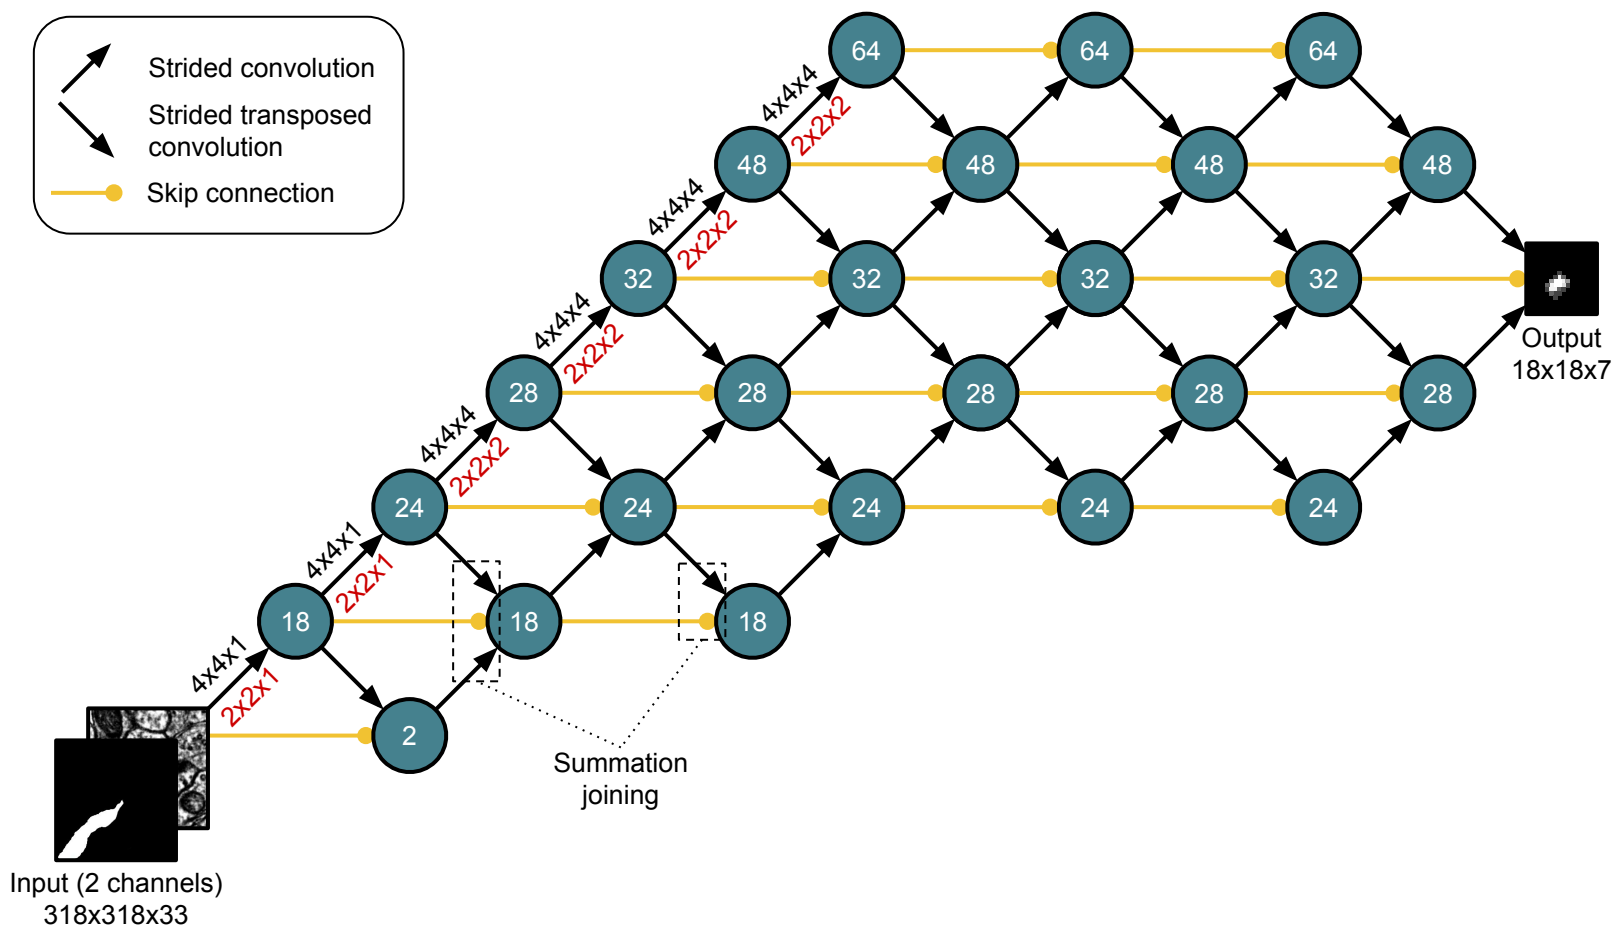 Strided convolution
Strided transposed
convolution
Skip connection
64 64 64
4x4x4
2x2x2
48 48 48 48
4x4x4
2x2x2
32 32 32 32
4x4x4
2x2x2
Output
18x18x7
28 28 28 28 28
4x4x4
2x2x2
24 24 24 24 24
4x4x1
2x2x1
18 18 18
4x4x1
2x2x1
2
Summation
joining
Input (2 channels)
318x318x33